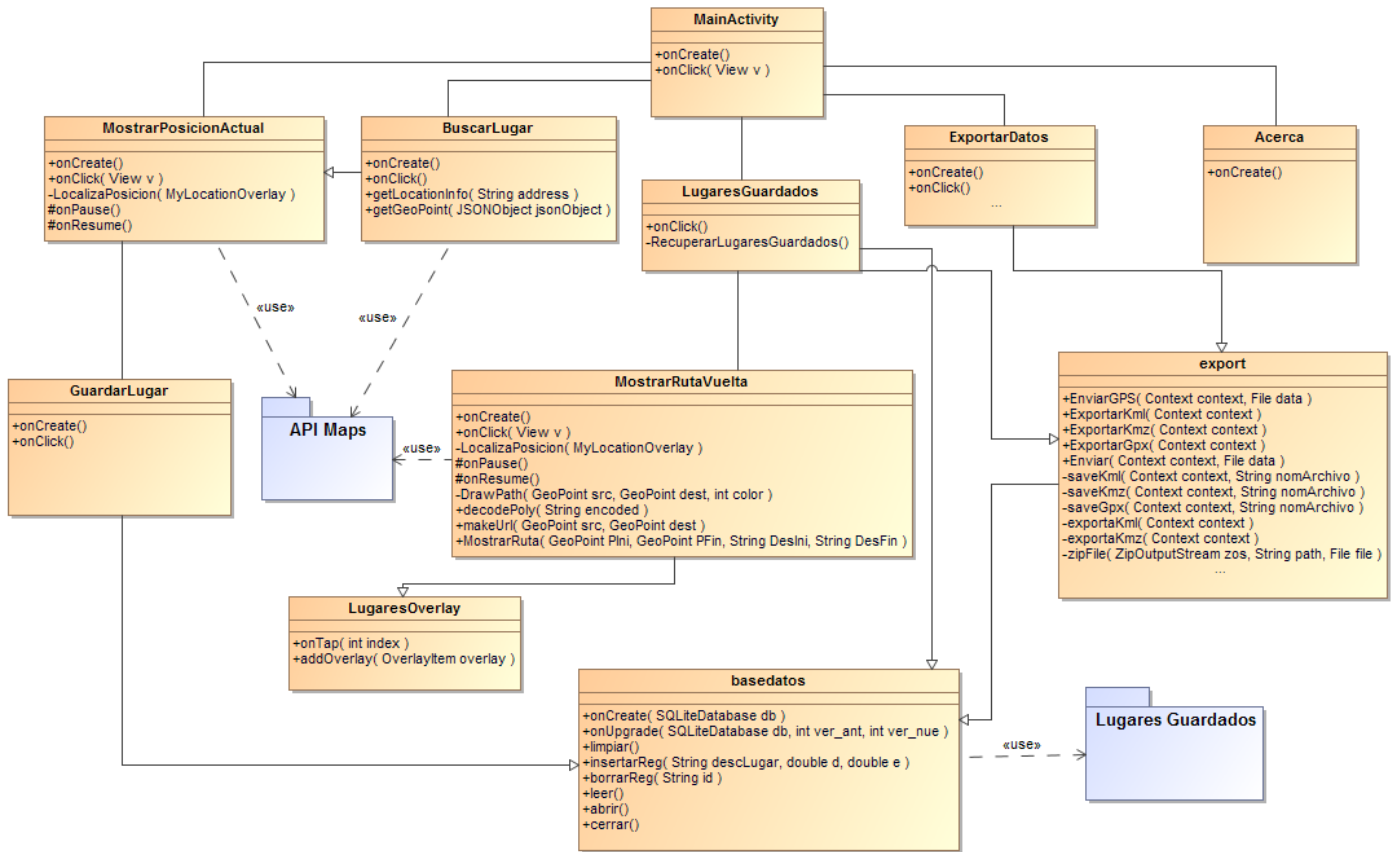 MainActivity
+onCreate()
+onClick( View v )
MostrarPosicionActual
+onCreate()
+onClick( View v )
-LocalizaPosicion( MyLocationOverlay )
#onPause()
#onResume()
BuscarLugar
+onCreate()
+onClick()
+getLocationInfo( String address )
+getGeoPoint( JSONObject jsonObject )
LugaresGuardados
+onClick()
-RecuperarLugaresGuardados()
ExportarDatos
+onCreate()
+onClick()
...
Acerca
+onCreate()
«use»
«use»
GuardarLugar
+onCreate()
+onClick()
API Maps
«use»
MostrarRutaVuelta
+onCreate()
+onClick( View v )
-LocalizaPosicion( MyLocationOverlay )
#onPause()
#onResume()
-DrawPath( GeoPoint src, GeoPoint dest, int color )
+decodePoly( String encoded )
+makeUrl( GeoPoint src, GeoPoint dest )
+MostrarRuta( GeoPoint PIni, GeoPoint PFin, String DesIni, String DesFin )
export
+EnviarGPS( Context context, File data )
+ExportarKml( Context context )
+ExportarKmz( Context context )
+ExportarGpx( Context context )
+Enviar( Context context, File data )
-saveKml( Context context, String nomArchivo )
-saveKmz( Context context, String nomArchivo )
-saveGpx( Context context, String nomArchivo )
-exportaKml( Context context )
-exportaKmz( Context context )
-zipFile( ZipOutputStream zos, String path, File file )
...
LugaresOverlay
+onTap( int index )
+addOverlay( OverlayItem overlay )
basedatos
+onCreate( SQLiteDatabase db )
+onUpgrade( SQLiteDatabase db, int ver_ant, int ver_nue )
+limpiar()
+insertarReg( String descLugar, double d, double e )
+borrarReg( String id )
+leer()
+abrir()
+cerrar()
«use»
Lugares Guardados